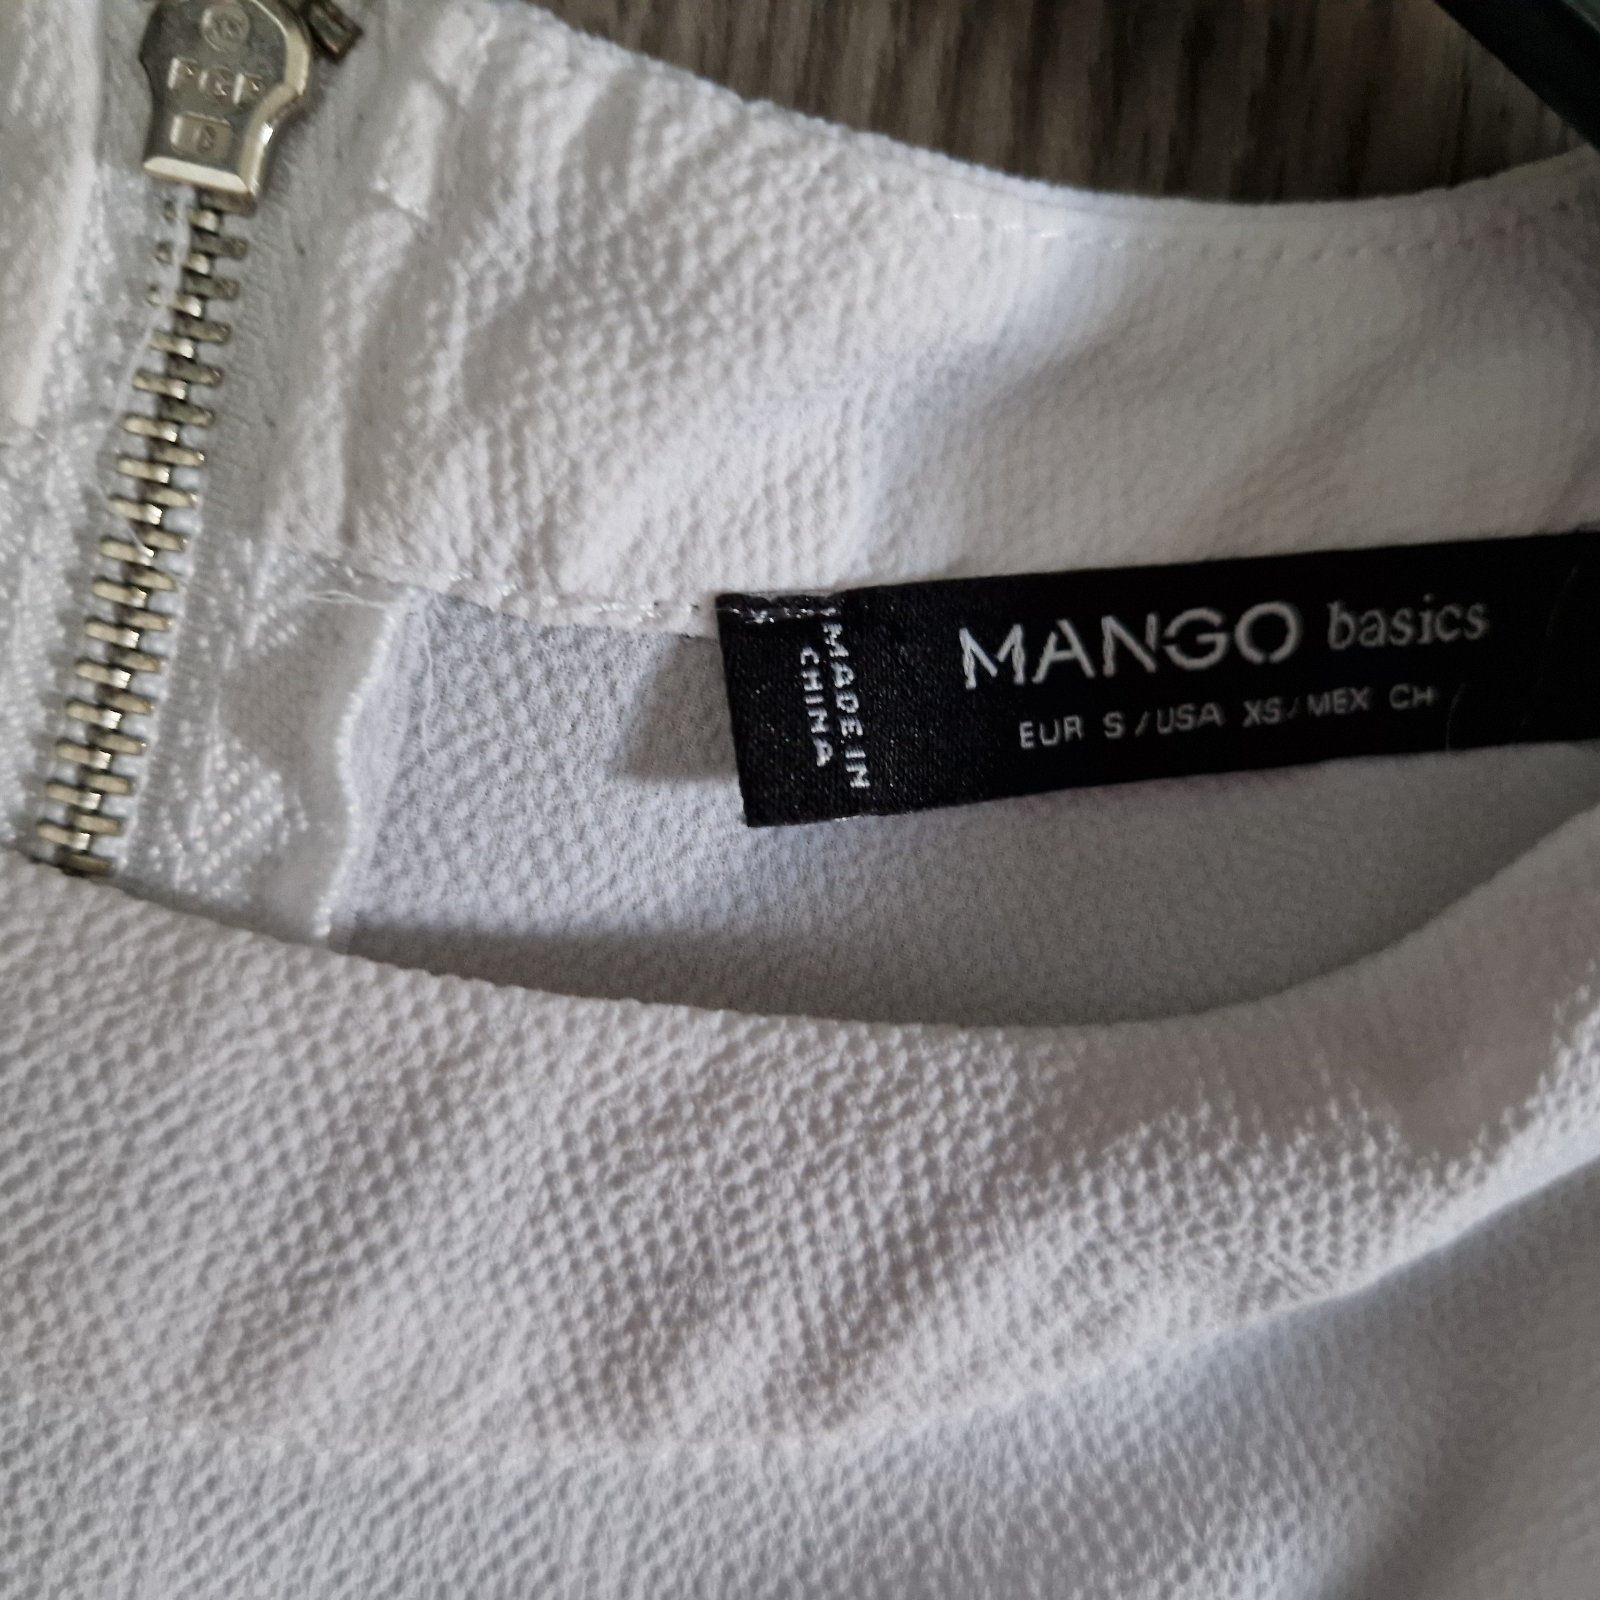 MANGO basics
EUR S / USA XS / MEX CH
MADE IN
CHINA